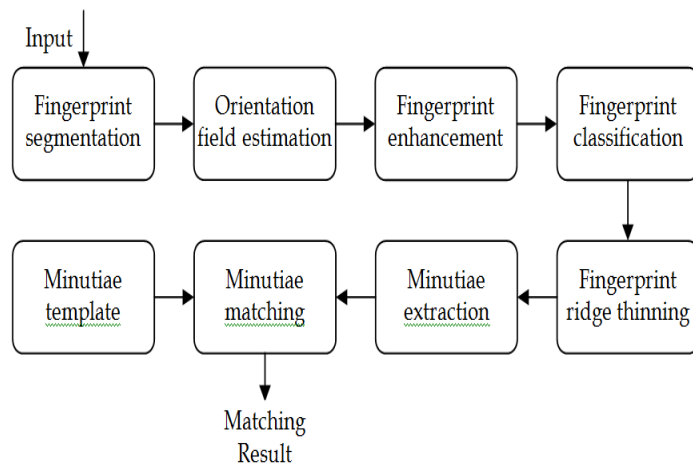 Input
Fingerprint
segmentation
Orientation
field estimation
Fingerprint
enhancement
Fingerprint
classification
Minutiae
template
Minutiae
matching
Minutiae
extraction
Fingerprint
ridge thinning
Matching
Result